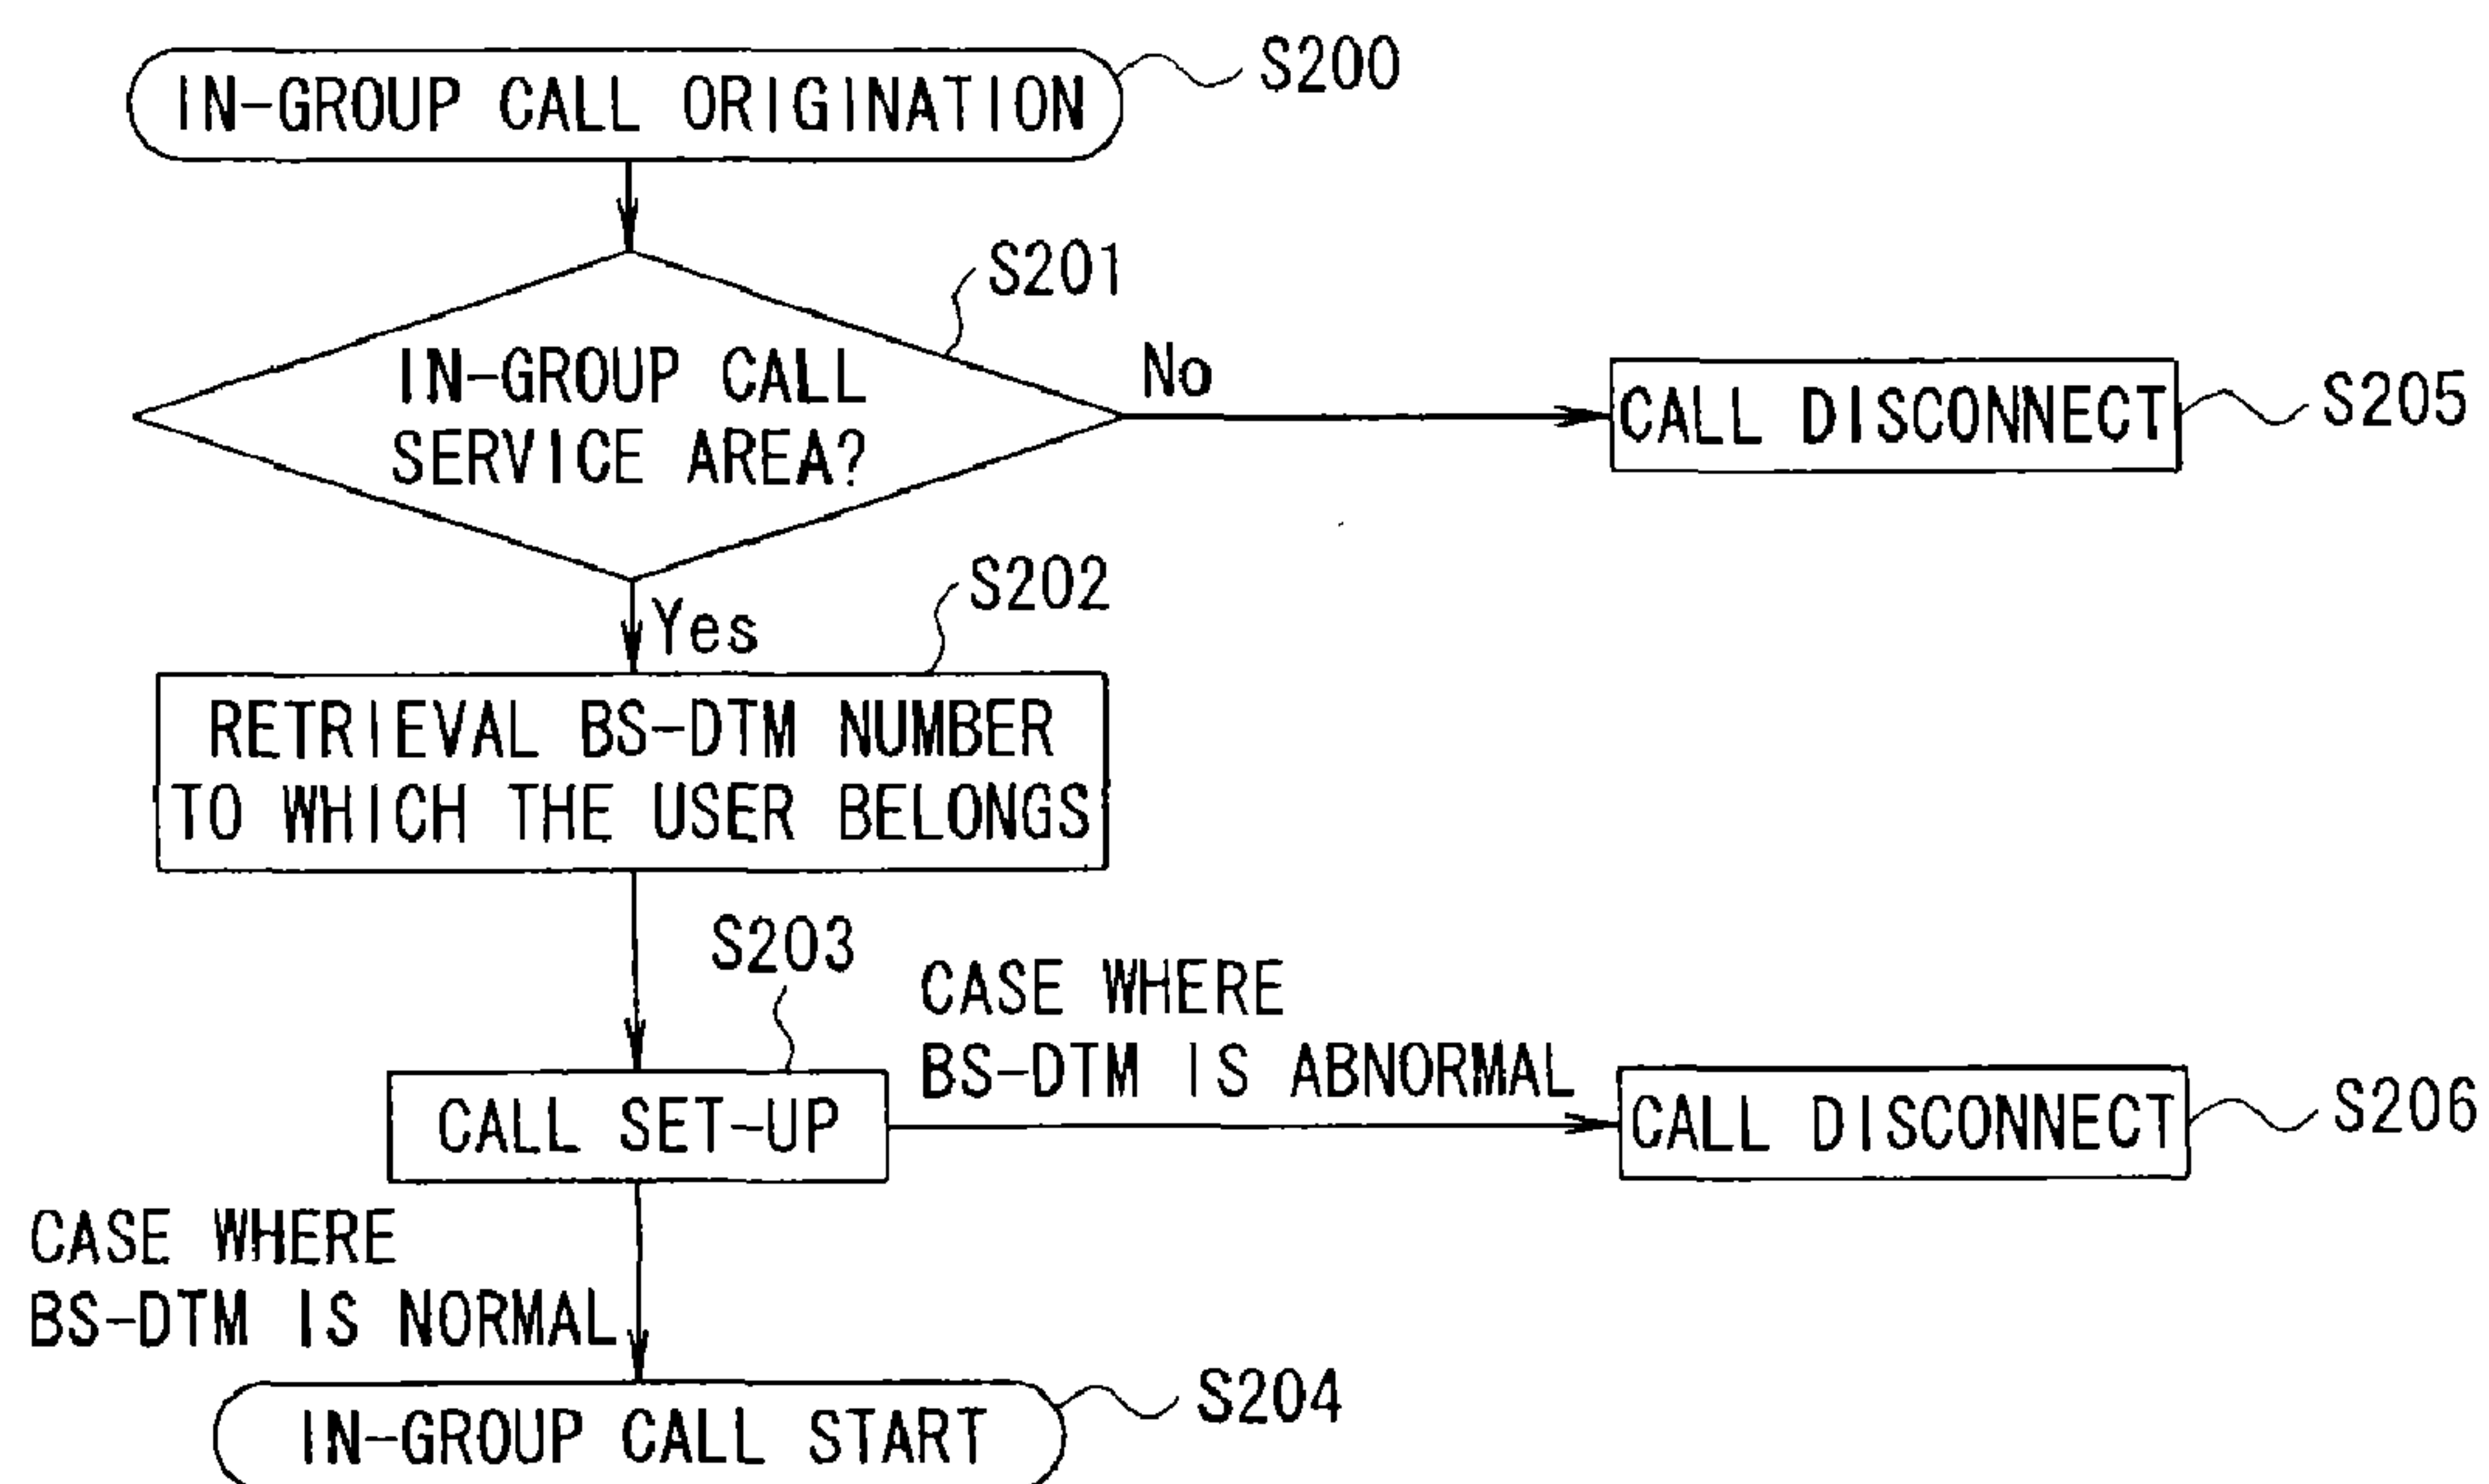 IN-GROUP CALL ORIGINATION
S200
S201
IN-GROUP CALL
SERVICE AREA?
No
CALL DISCONNECT
S205
Yes
S202
RETRIEVAL BS-DTM NUMBER
TO WHICH THE USER BELONGS
S203
CASE WHERE
BS-DTM IS ABNORMAL
CALL SET-UP
CALL DISCONNECT
S206
CASE WHERE
BS-DTM IS NORMAL
S204
IN-GROUP CALL START